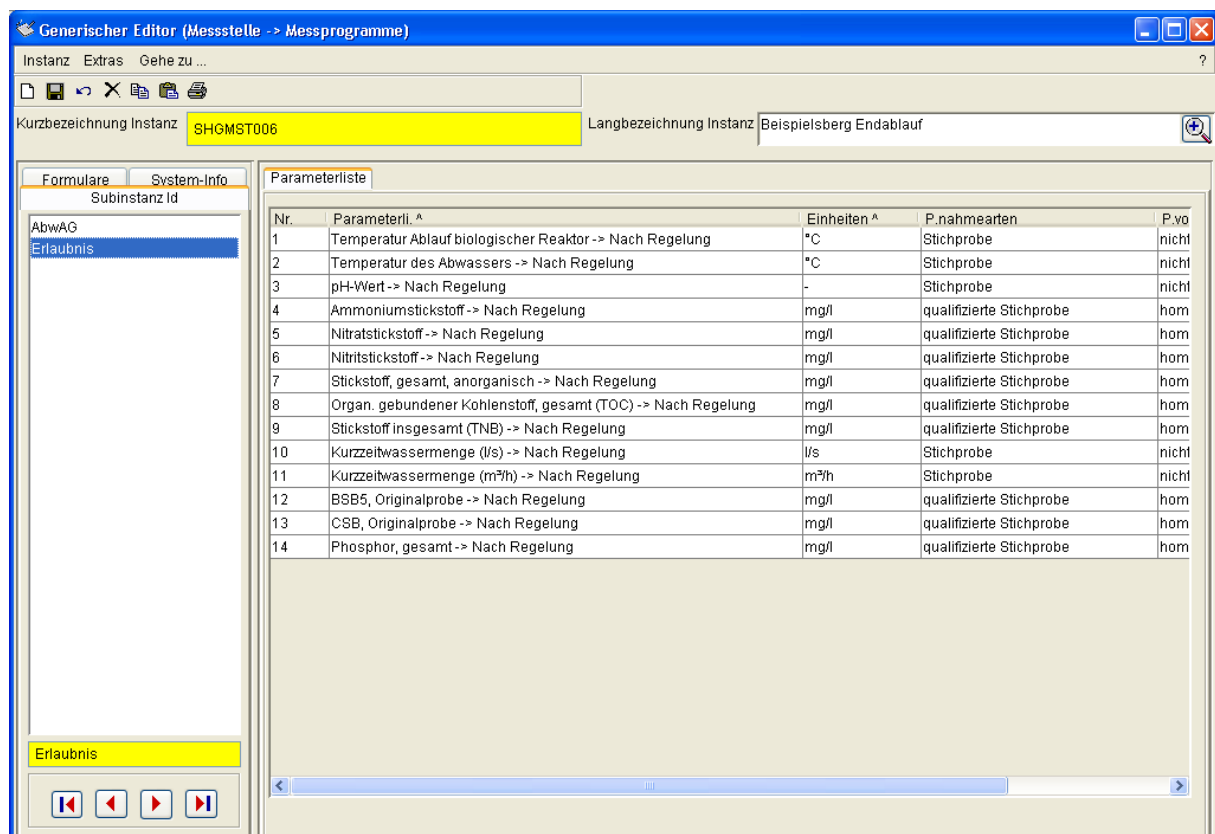 Generischer Editor (Messstelle -> Messprogramme)
Instanz Extras Gehe zu ... ?
Kurzbezeichnung Instanz SHGMST006 Langbezeichnung Instanz Beispielsberg Endablauf
Formulare System-Info Parameterliste
Subinstanz Id
AbwAG
Erlaubnis
Nr. Parameterli. ^ Einheiten ^ P.nahmearten P.vo
1 Temperatur Ablauf biologischer Reaktor -> Nach Regelung °C Stichprobe nicht
2 Temperatur des Abwassers -> Nach Regelung °C Stichprobe nicht
3 pH-Wert -> Nach Regelung - Stichprobe nicht
4 Ammoniumstickstoff -> Nach Regelung mg/l qualifizierte Stichprobe hom
5 Nitratstickstoff -> Nach Regelung mg/l qualifizierte Stichprobe hom
6 Nitritstickstoff -> Nach Regelung mg/l qualifizierte Stichprobe hom
7 Stickstoff, gesamt, anorganisch -> Nach Regelung mg/l qualifizierte Stichprobe hom
8 Organ. gebundener Kohlenstoff, gesamt (TOC) -> Nach Regelung mg/l qualifizierte Stichprobe hom
9 Stickstoff insgesamt (TNB) -> Nach Regelung mg/l qualifizierte Stichprobe hom
10 Kurzzeitwassermenge (l/s) -> Nach Regelung l/s Stichprobe nicht
11 Kurzzeitwassermenge (m³/h) -> Nach Regelung m³/h Stichprobe nicht
12 BSB5, Originalprobe -> Nach Regelung mg/l qualifizierte Stichprobe hom
13 CSB, Originalprobe -> Nach Regelung mg/l qualifizierte Stichprobe hom
14 Phosphor, gesamt -> Nach Regelung mg/l qualifizierte Stichprobe hom
Erlaubnis